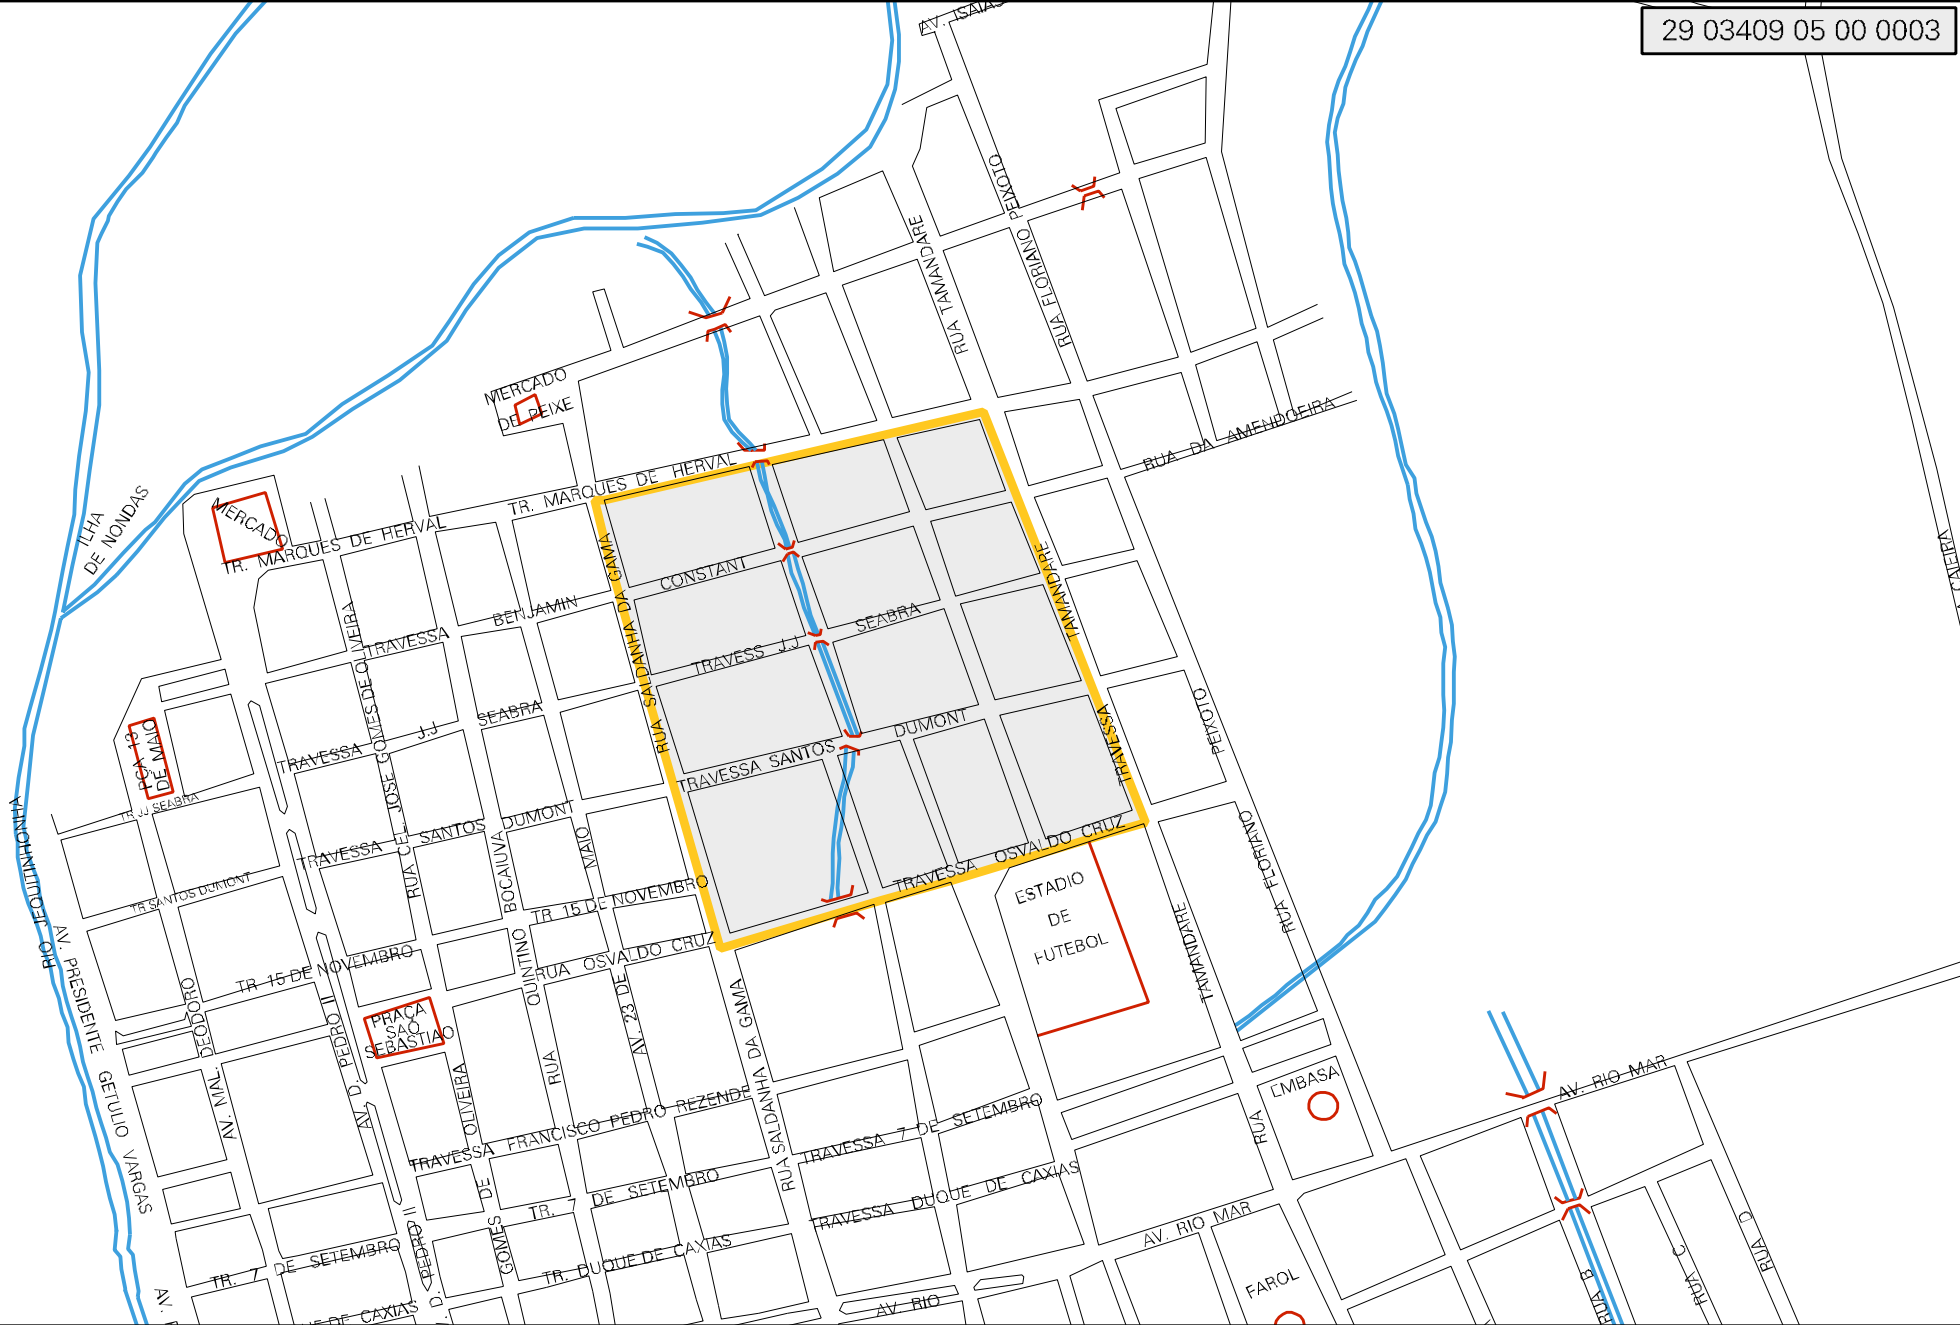 AV. ISAIAS
29 03409 05 00 0003
RUA TAMANDARE
RUA FLORIANO PEIXOTO
MERCADO
DE PEIXE
RUA DA AMENDOEIRA
TR. MARQUES DE HERVAL
ILHA
DE NONDAS
MERCADO
TR. MARQUES DE HERVAL
CONSTANT
TRAVESSA BENJAMIN
TRAVESS J.J SEABRA
RUA SALDANHA DA GAMA
TRAVESSA TAMANDARE
RUA CEL. JOSE GOMES DE OLIVEIRA
TRAVESSA J.J SEABRA
TRAVESSA SANTOS DUMONT
RUA FLORIANO PEIXOTO
PCA 13
DE MAIO
TR JJ SEABRA
TRAVESSA SANTOS DUMONT
TRAVESSA OSVALDO CRUZ
RIO JEQUITINHONHA
TR SANTOS DUMONT
TR 15 DE NOVEMBRO
ESTADIO
DE
FUTEBOL
RUA TAMANDARE
RUA QUINTINO BOCAIUVA
AV. 23 DE MAIO
RUA OSVALDO CRUZ
TR 15 DE NOVEMBRO
AV. PRESIDENTE GETULIO VARGAS
AV. MAL. DEODORO
AV. D. PEDRO II
PRAÇA
SAO
SEBASTIAO
RUA SALDANHA DA GAMA
GOMES DE OLIVEIRA
EMBASA
AV. RIO MAR
TRAVESSA FRANCISCO PEDRO REZENDE
TRAVESSA 7 DE SETEMBRO
TR. 7 DE SETEMBRO
TRAVESSA DUQUE DE CAXIAS
AV. RIO MAR
TR. 7 DE SETEMBRO
TR. DUQUE DE CAXIAS
D. PEDRO II
FAROL
RUA B
RUA C
RUA D
AV.
DE CAXIAS
AV. RIO